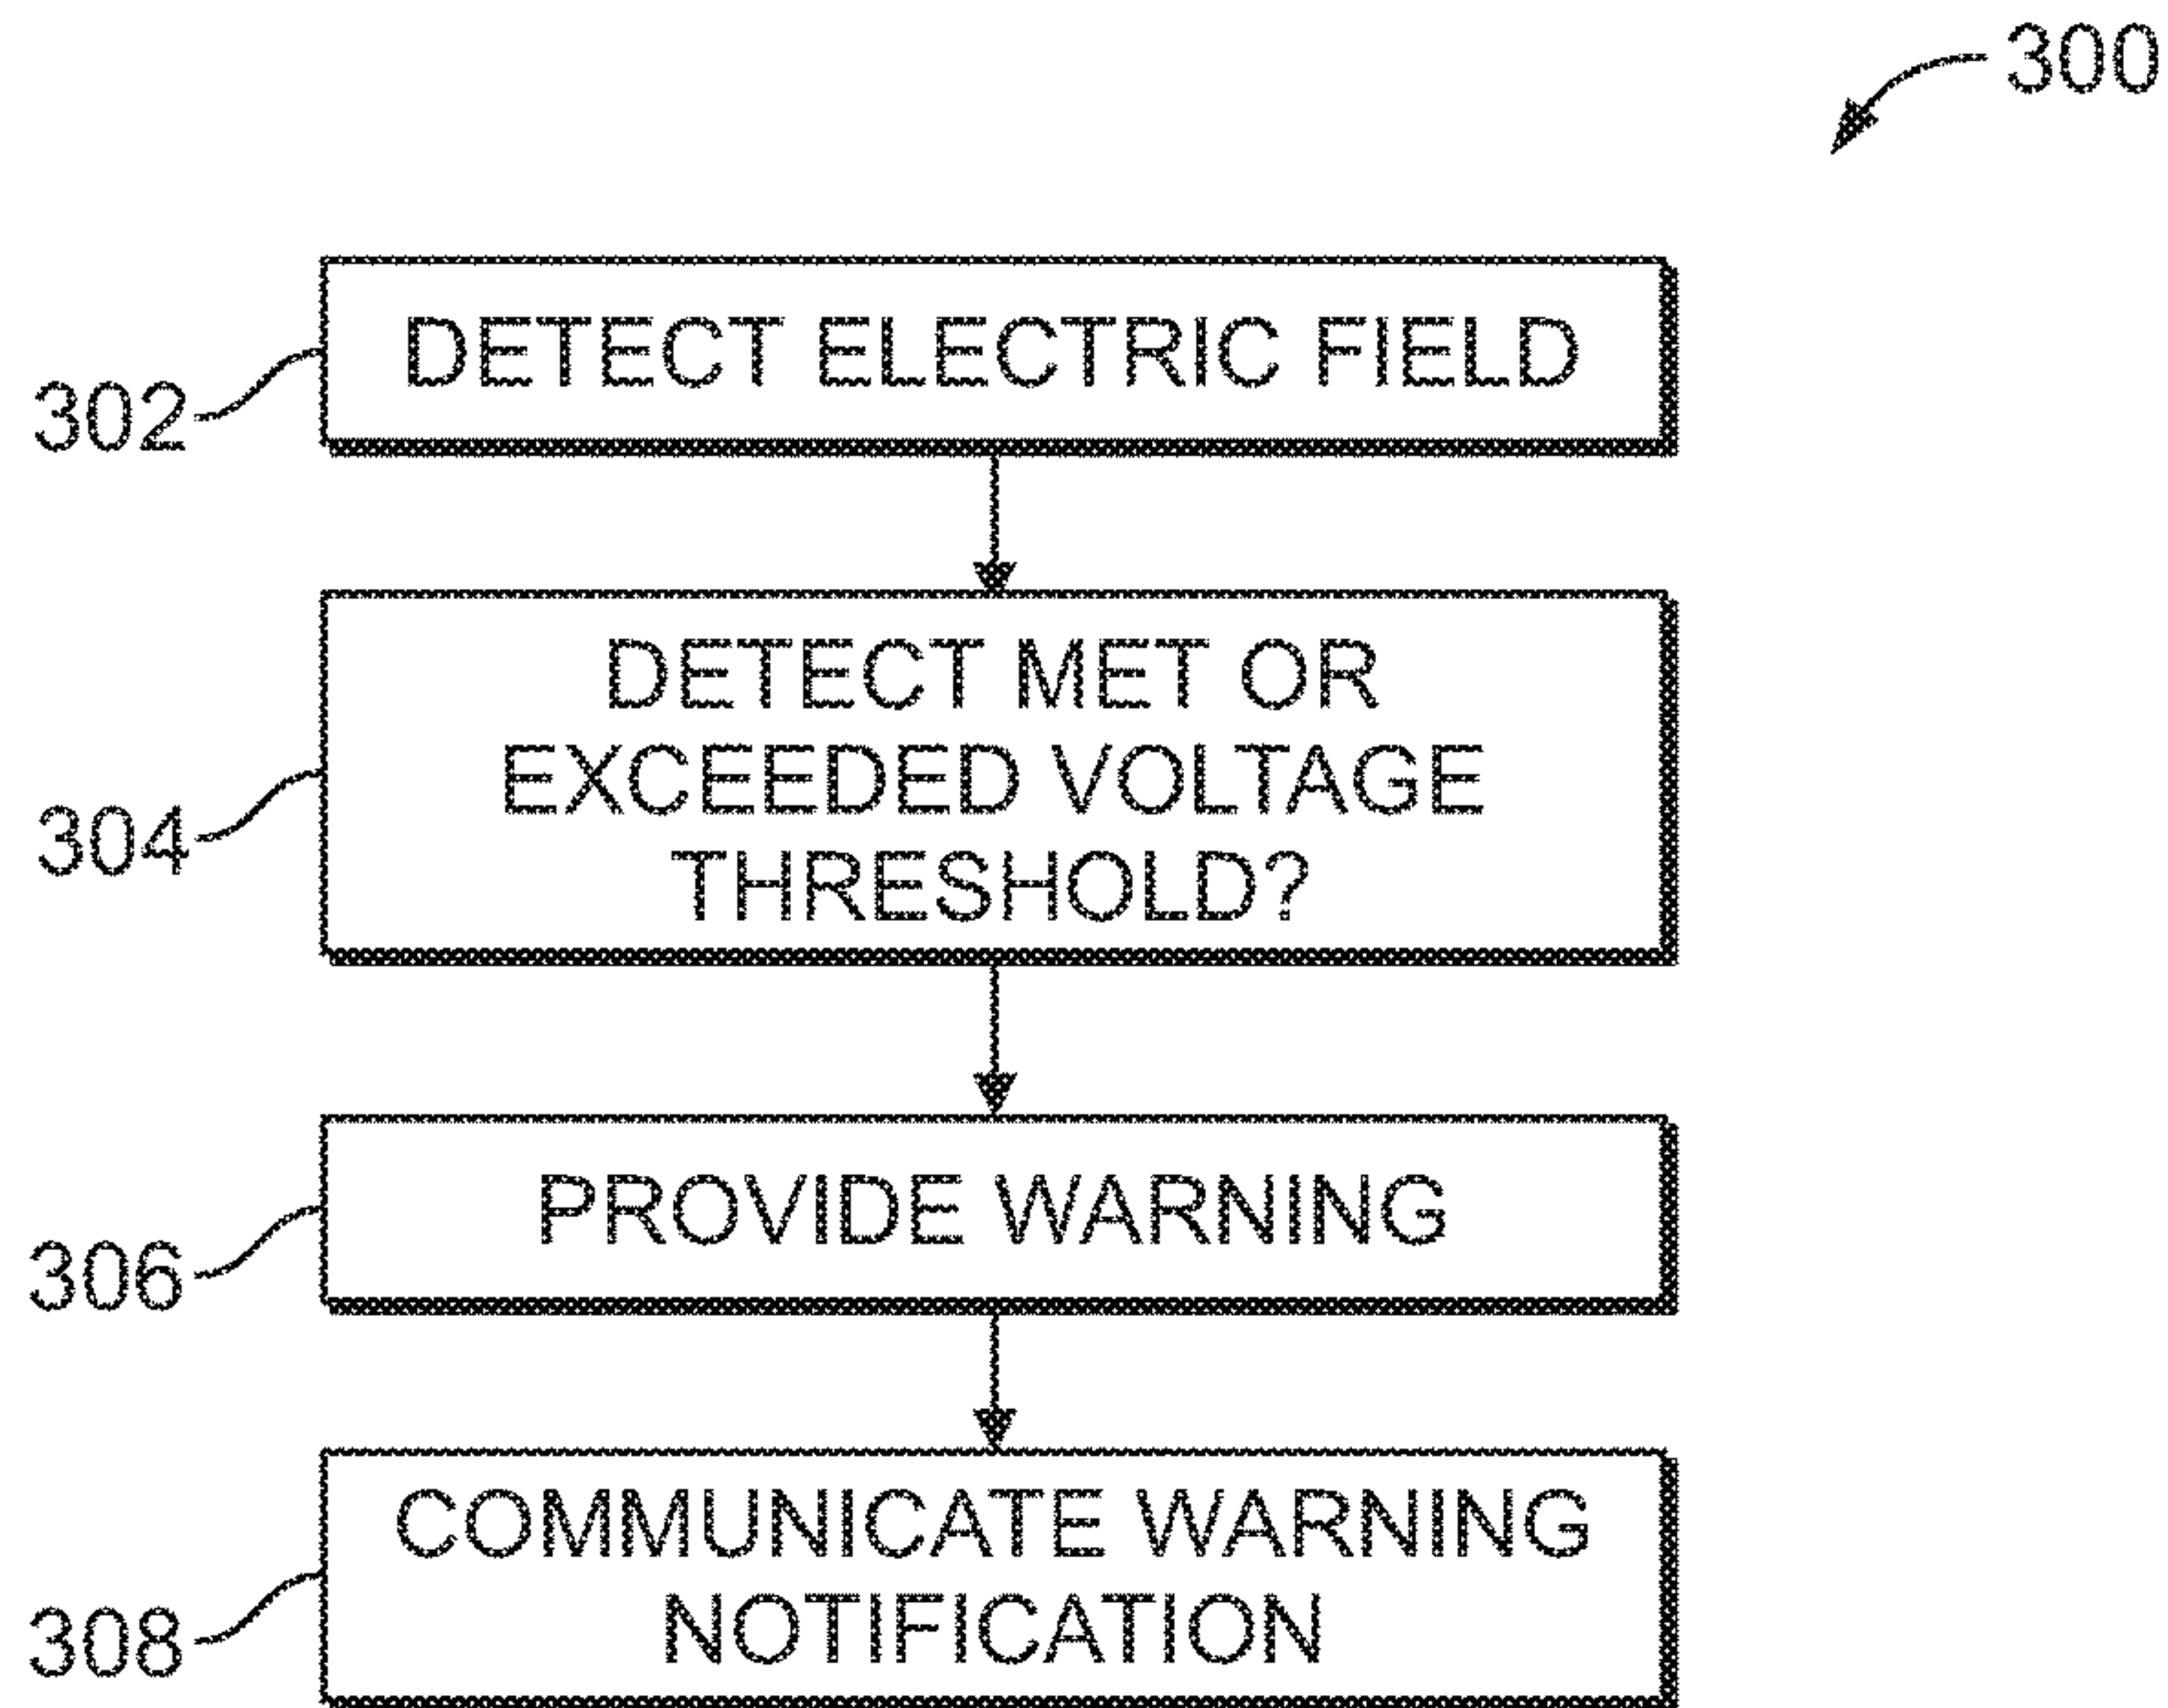 300
302
DETECT ELECTRIC FIELD
304
DETECT MET OR
EXCEEDED VOLTAGE
THRESHOLD?
306
PROVIDE WARNING
308
COMMUNICATE WARNING
NOTIFICATION